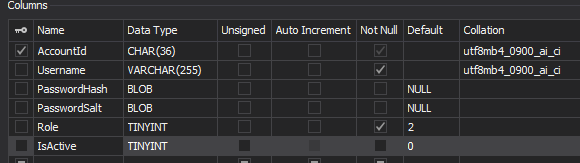 Columns
Name Data Type Unsigned Auto Increment Not Null Default Collation
AccountId CHAR(36) utf8mb4_0900_ai_ci
Username VARCHAR(255) utf8mb4_0900_ai_ci
PasswordHash BLOB NULL
PasswordSalt BLOB NULL
Role TINYINT 2
IsActive TINYINT 0